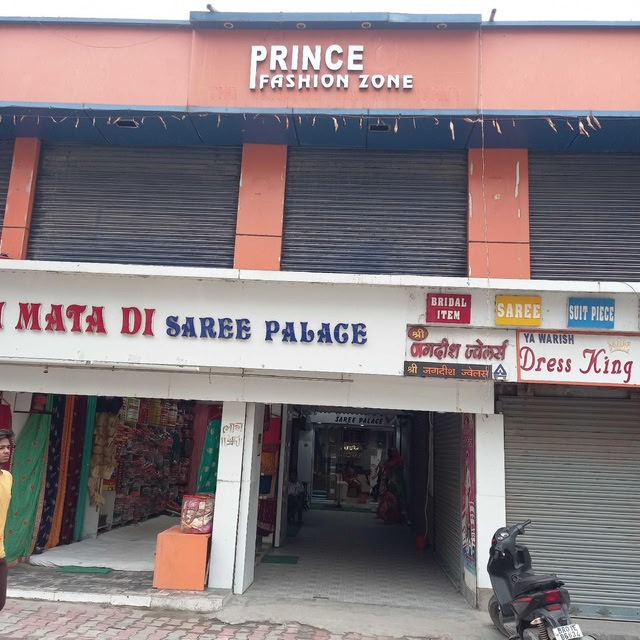 PRINCE
FASHION ZONE
MATA DI SAREE PALACE
BRIDAL
ITEM
SAREE
SUIT PIECE
श्री
जगदीश ज्वेलर्स
श्री जगदीश ज्वेलर्स
YA WARISH
Dress King
SAREE PALACE